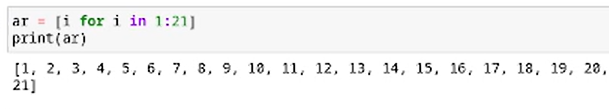 ar = [i for i in 1:21]
print(ar)
[1, 2, 3, 4, 5, 6, 7, 8, 9, 10, 11, 12, 13, 14, 15, 16, 17, 18, 19, 20,
21]